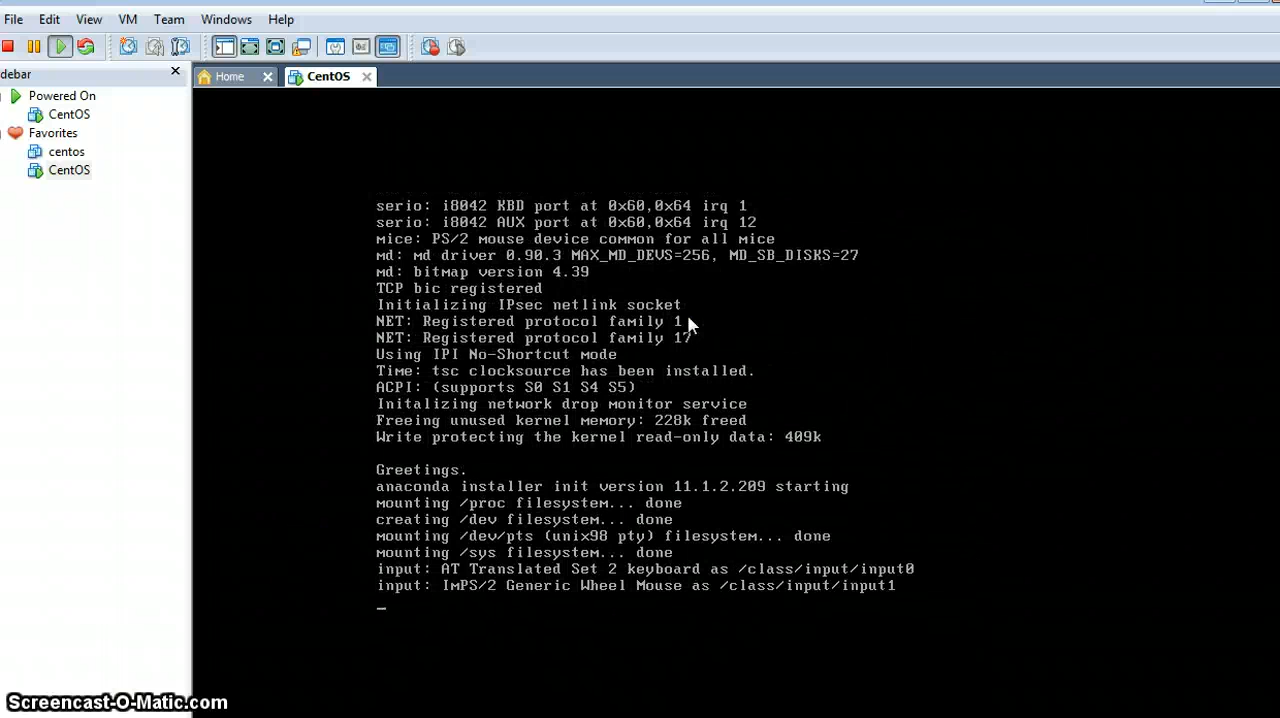 File Edit View VM Team Windows Help
debar
Home
CentOS
Powered On
CentOS
Favorites
centos
CentOS
serio: i8042 KBD port at 0x60,0x64 irq 1
serio: i8042 AUX port at 0x60,0x64 irq 12
mice: PS/2 mouse device common for all mice
md: md driver 0.90.3 MAX_MD_DEVS=256, MD_SB_DISKS=27
md: bitmap version 4.39
TCP bic registered
Initializing IPsec netlink socket
NET: Registered protocol family 1
NET: Registered protocol family 17
Using IPI No-Shortcut mode
Time: tsc clocksource has been installed.
ACPI: (supports S0 S1 S4 S5)
Initalizing network drop monitor service
Freeing unused kernel memory: 228k freed
Write protecting the kernel read-only data: 409k
Greetings.
anaconda installer init version 11.1.2.209 starting
mounting /proc filesystem... done
creating /dev filesystem... done
mounting /dev/pts (unix98 pty) filesystem... done
mounting /sys filesystem... done
input: AT Translated Set 2 keyboard as /class/input/input0
input: ImPS/2 Generic Wheel Mouse as /class/input/input1
_
Screencast-O-Matic.com